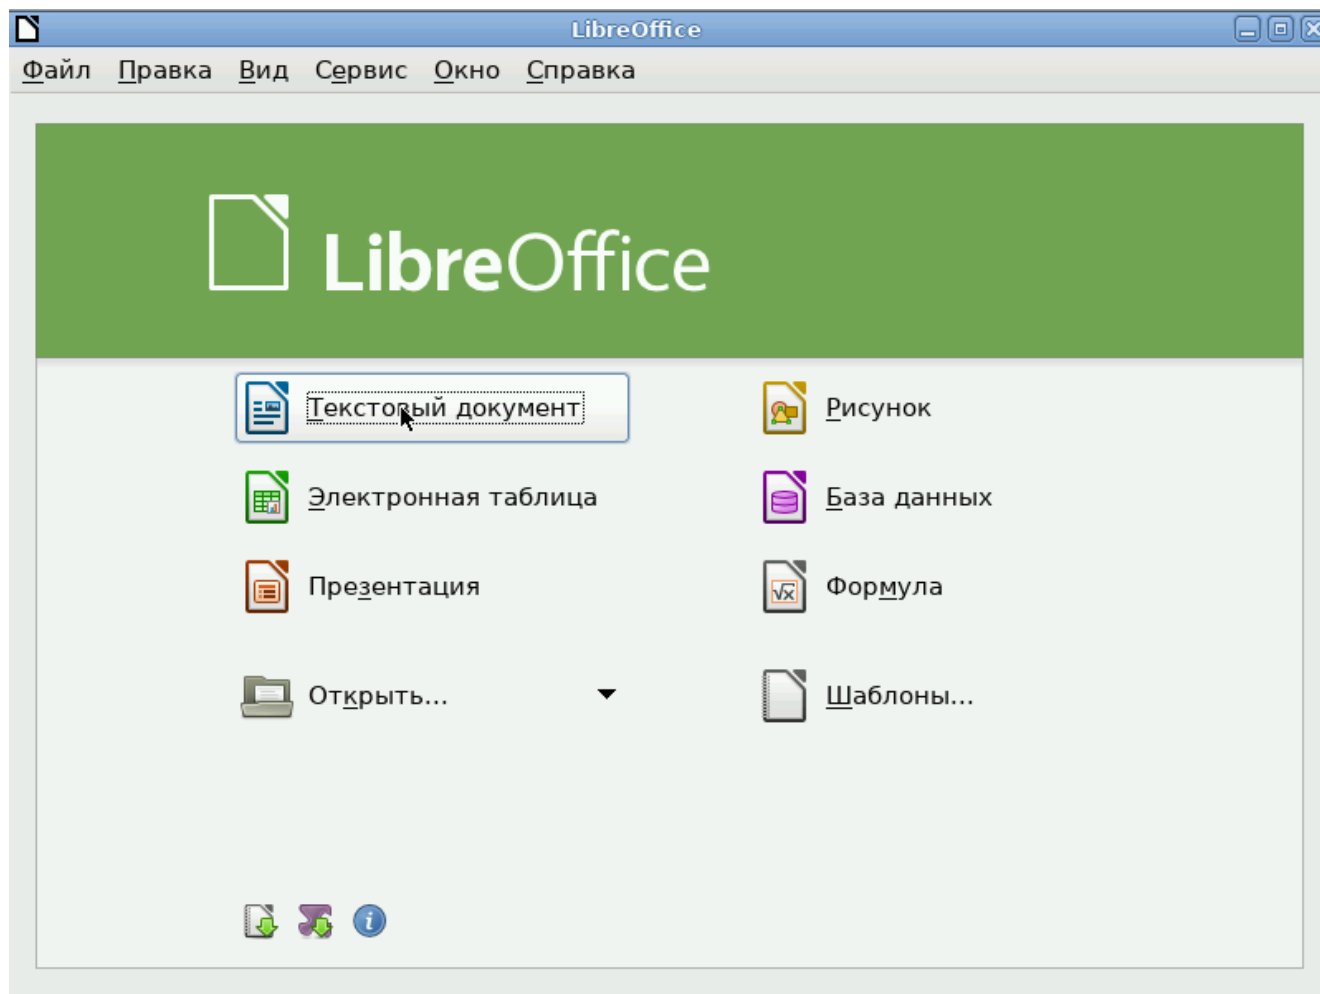 LibreOffice
Файл Правка Вид Сервис Окно Справка
LibreOffice
Текстовый документ
Рисунок
Электронная таблица
База данных
Презентация
Формула
Открыть...
Шаблоны...